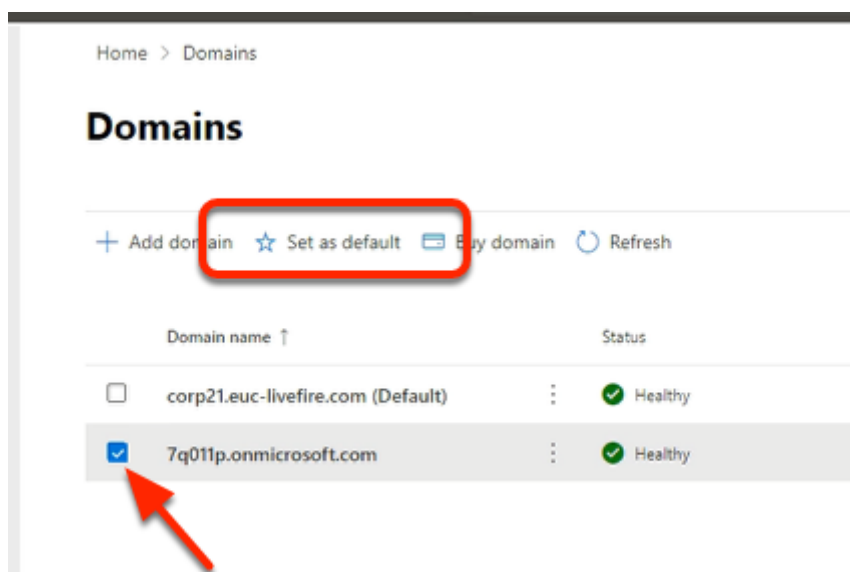 Home > Domains
Domains
+ Add domain ☆ Set as default Buy domain Refresh
Domain name ↑ Status
corp21.euc-livefire.com (Default) ⋮ Healthy
7q011p.onmicrosoft.com ⋮ Healthy